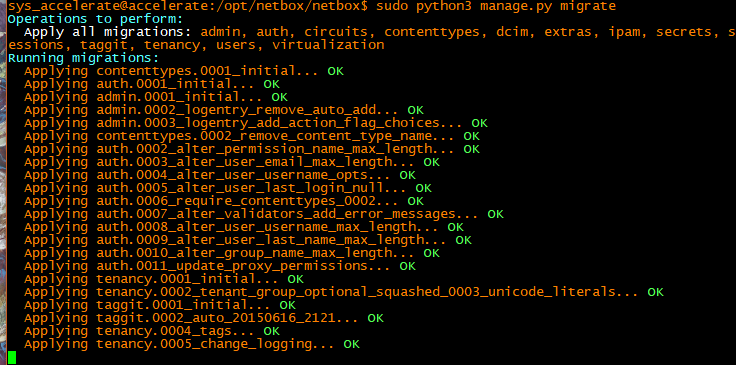 sys_accelerate@accelerate:/opt/netbox/netbox$ sudo python3 manage.py migrate
Operations to perform:
  Apply all migrations: admin, auth, circuits, contenttypes, dcim, extras, ipam, secrets, s
essions, taggit, tenancy, users, virtualization
Running migrations:
  Applying contenttypes.0001_initial... OK
  Applying auth.0001_initial... OK
  Applying admin.0001_initial... OK
  Applying admin.0002_logentry_remove_auto_add... OK
  Applying admin.0003_logentry_add_action_flag_choices... OK
  Applying contenttypes.0002_remove_content_type_name... OK
  Applying auth.0002_alter_permission_name_max_length... OK
  Applying auth.0003_alter_user_email_max_length... OK
  Applying auth.0004_alter_user_username_opts... OK
  Applying auth.0005_alter_user_last_login_null... OK
  Applying auth.0006_require_contenttypes_0002... OK
  Applying auth.0007_alter_validators_add_error_messages... OK
  Applying auth.0008_alter_user_username_max_length... OK
  Applying auth.0009_alter_user_last_name_max_length... OK
  Applying auth.0010_alter_group_name_max_length... OK
  Applying auth.0011_update_proxy_permissions... OK
  Applying tenancy.0001_initial... OK
  Applying tenancy.0002_tenant_group_optional_squashed_0003_unicode_literals... OK
  Applying taggit.0001_initial... OK
  Applying taggit.0002_auto_20150616_2121... OK
  Applying tenancy.0004_tags... OK
  Applying tenancy.0005_change_logging... OK